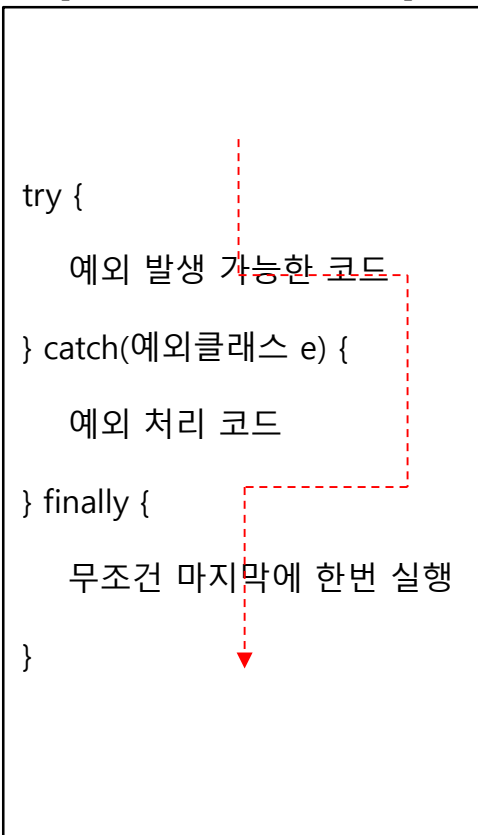 try {
예외 발생 가능한 코드
} catch(예외클래스 e) {
예외 처리 코드
} finally {
무조건 마지막에 한번 실행
}